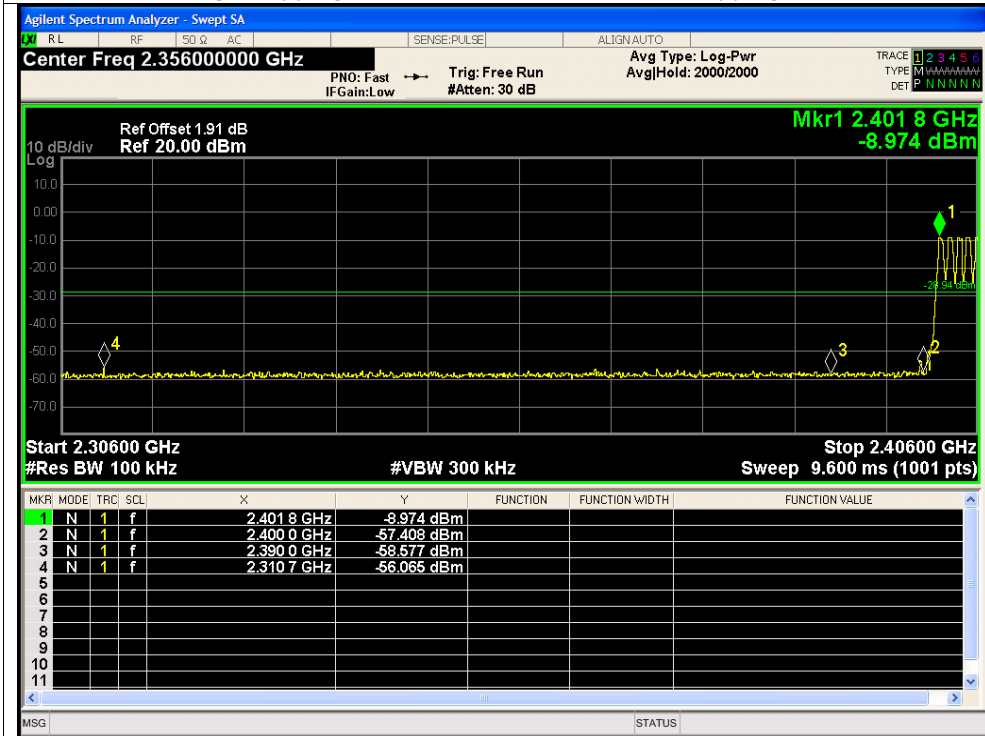 Agilent Spectrum Analyzer - Swept SA
LXI RL RF 50 Ω AC SENSE:PULSE ALIGNAUTO
Center Freq 2.356000000 GHz
PNO: Fast
IFGain:Low
Trig: Free Run
#Atten: 30 dB
Avg Type: Log-Pwr
Avg|Hold: 2000/2000
TRACE 1 2 3 4 5 6
TYPE M WWWWW
DET P N N N N N
Mkr1 2.401 8 GHz
-8.974 dBm
Ref Offset 1.91 dB
10 dB/div Ref 20.00 dBm
Log
10.0
0.00
-10.0
-20.0
-30.0
-40.0
-50.0
-60.0
-70.0
1
-28.94 dBm
4
3
2
Start 2.30600 GHz Stop 2.40600 GHz
#Res BW 100 kHz #VBW 300 kHz Sweep 9.600 ms (1001 pts)
MKR MODE TRC SCL X Y FUNCTION FUNCTION WIDTH FUNCTION VALUE
1 N 1 f 2.401 8 GHz -8.974 dBm
2 N 1 f 2.400 0 GHz -57.408 dBm
3 N 1 f 2.390 0 GHz -58.577 dBm
4 N 1 f 2.310 7 GHz -56.065 dBm
5
6
7
8
9
10
11
MSG STATUS